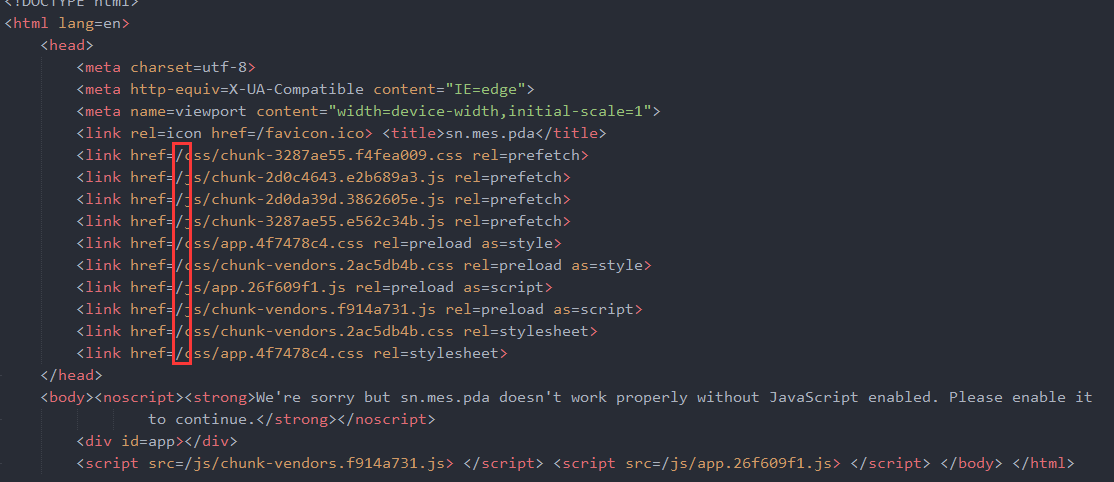 <!DOCTYPE html>
<html lang=en>
<head>
<meta charset=utf-8>
<meta http-equiv=X-UA-Compatible content="IE=edge">
<meta name=viewport content="width=device-width,initial-scale=1">
<link rel=icon href=/favicon.ico> <title>sn.mes.pda</title>
<link href=/css/chunk-3287ae55.f4fea009.css rel=prefetch>
<link href=/js/chunk-2d0c4643.e2b689a3.js rel=prefetch>
<link href=/js/chunk-2d0da39d.3862605e.js rel=prefetch>
<link href=/js/chunk-3287ae55.e562c34b.js rel=prefetch>
<link href=/css/app.4f7478c4.css rel=preload as=style>
<link href=/css/chunk-vendors.2ac5db4b.css rel=preload as=style>
<link href=/js/app.26f609f1.js rel=preload as=script>
<link href=/js/chunk-vendors.f914a731.js rel=preload as=script>
<link href=/css/chunk-vendors.2ac5db4b.css rel=stylesheet>
<link href=/css/app.4f7478c4.css rel=stylesheet>
</head>
<body><noscript><strong>We're sorry but sn.mes.pda doesn't work properly without JavaScript enabled. Please enable it
to continue.</strong></noscript>
<div id=app></div>
<script src=/js/chunk-vendors.f914a731.js> </script> <script src=/js/app.26f609f1.js> </script> </body> </html>